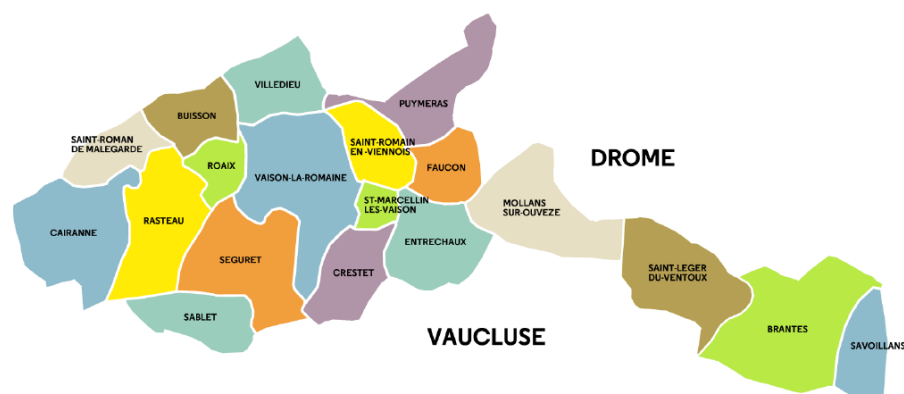 VILLEDIEU
PUYMERAS
BUISSON
SAINT-ROMAN
DE MALEGARDE
SAINT-ROMAIN
EN -VIENNOIS
ROAIX
FAUCON
DROME
VAISON-LA-ROMAINE
ST-MARCELLIN
LES-VAISON
MOLLANS
SUR-OUVEZE
RASTEAU
CAIRANNE
ENTRECHAUX
SEGURET
CRESTET
SAINT-LEGER
DU-VENTOUX
SABLET
BRANTES
VAUCLUSE
SAVOILLANS